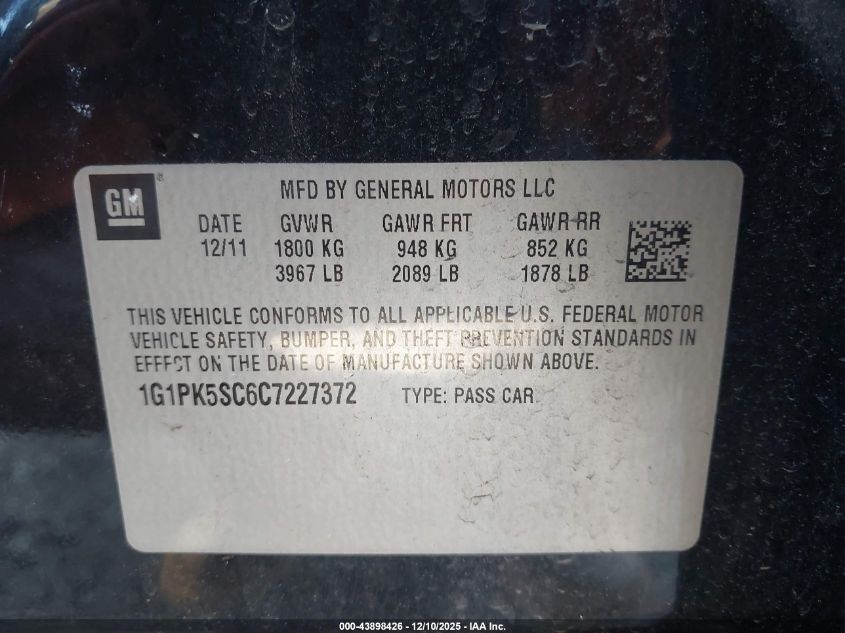 GM ®
MFD BY GENERAL MOTORS LLC
DATE GVWR GAWR FRT GAWR RR
12/11 1800 KG 948 KG 852 KG
3967 LB 2089 LB 1878 LB
THIS VEHICLE CONFORMS TO ALL APPLICABLE U.S. FEDERAL MOTOR
VEHICLE SAFETY, BUMPER, AND THEFT PREVENTION STANDARDS IN
EFFECT ON THE DATE OF MANUFACTURE SHOWN ABOVE.
1G1PK5SC6C7227372 TYPE: PASS CAR
000-43898426 - 12/10/2025 - IAA Inc.